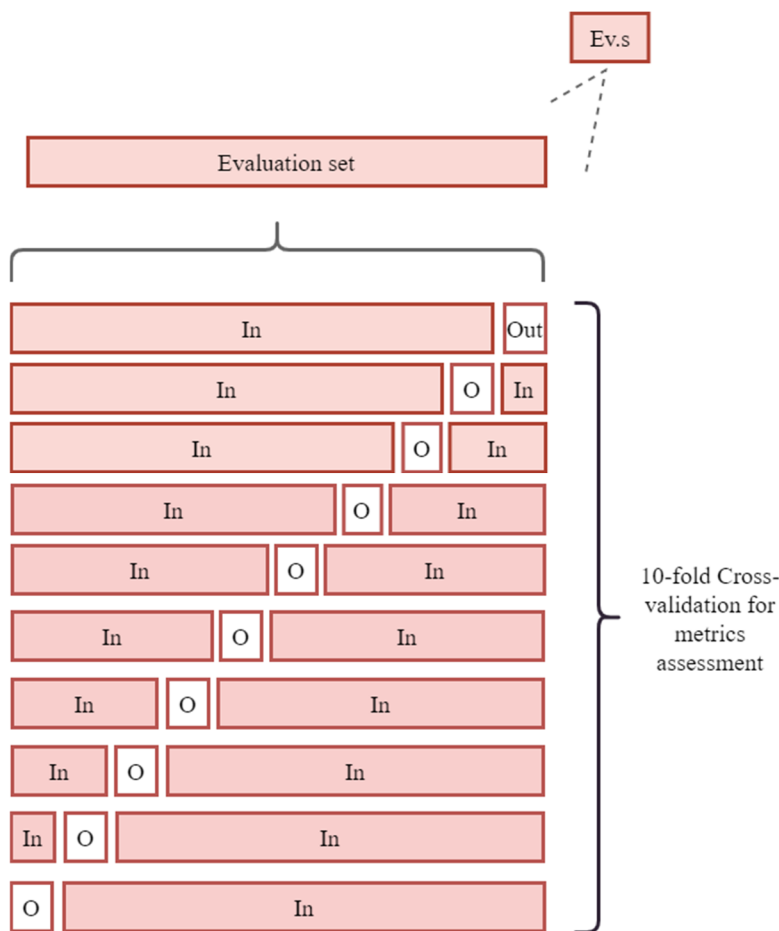 Ev.s
Evaluation set
In Out
In O In
In O In
In O In
In O In
In O In
In O In
In O In
In O In
O In
10-fold Cross-
validation for
metrics
assessment